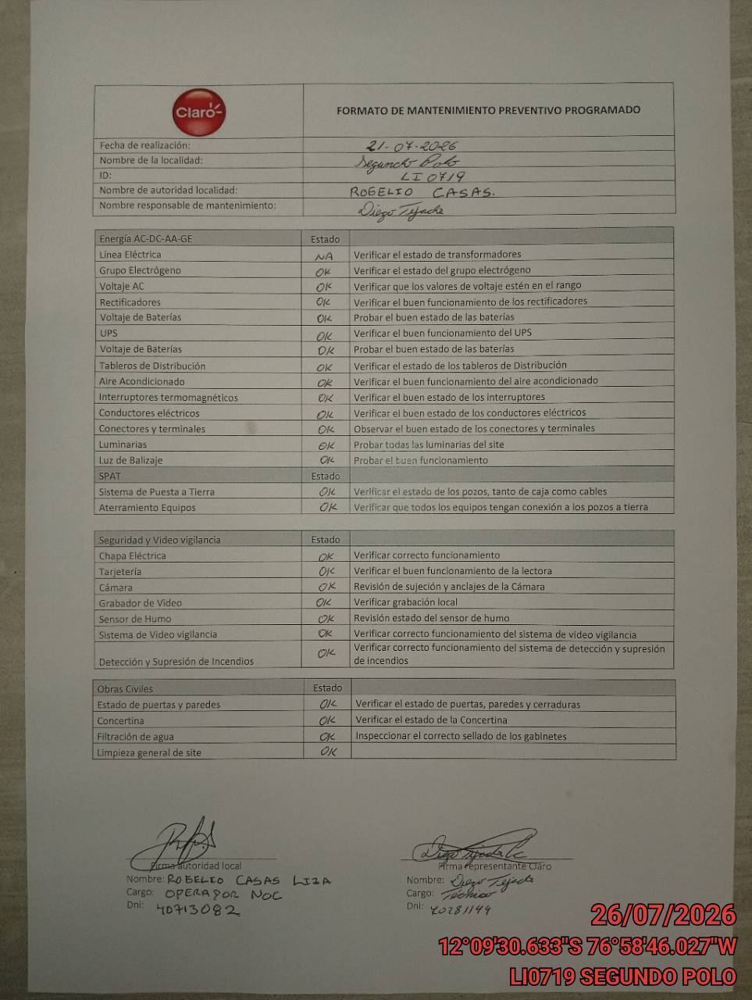 Claro
FORMATO DE MANTENIMIENTO PREVENTIVO PROGRAMADO
Fecha de realización: 21-07-2026
Nombre de la localidad: Segundo Polo
ID: LI0719
Nombre de autoridad localidad: ROGELIO CASAS.
Nombre responsable de mantenimiento: Diego Tejada
Energía AC-DC-AA-GE Estado
Línea Eléctrica NA Verificar el estado de transformadores
Grupo Electrógeno OK Verificar el estado del grupo electrógeno
Voltaje AC OK Verificar que los valores de voltaje estén en el rango
Rectificadores OK Verificar el buen funcionamiento de los rectificadores
Voltaje de Baterías OK Probar el buen estado de las baterías
UPS OK Verificar el buen funcionamiento del UPS
Voltaje de Baterías OK Probar el buen estado de las baterías
Tableros de Distribución OK Verificar el estado de los tableros de Distribución
Aire Acondicionado OK Verificar el buen funcionamiento del aire acondicionado
Interruptores termomagnéticos OK Verificar el buen estado de los interruptores
Conductores eléctricos OK Verificar el buen estado de los conductores eléctricos
Conectores y terminales OK Observar el buen estado de los conectores y terminales
Luminarias OK Probar todas las luminarias del site
Luz de Balizaje OK Probar el buen funcionamiento
SPAT Estado
Sistema de Puesta a Tierra OK Verificar el estado de los pozos, tanto de caja como cables
Aterramiento Equipos OK Verificar que todos los equipos tengan conexión a los pozos a tierra
Seguridad y Video vigilancia Estado
Chapa Eléctrica OK Verificar correcto funcionamiento
Tarjetería OK Verificar el buen funcionamiento de la lectora
Cámara OK Revisión de sujeción y anclajes de la Cámara
Grabador de Video OK Verificar grabación local
Sensor de Humo OK Revisión estado del sensor de humo
Sistema de Video vigilancia OK Verificar correcto funcionamiento del sistema de video vigilancia
Detección y Supresión de Incendios OK Verificar correcto funcionamiento del sistema de detección y supresión
de incendios
Obras Civiles Estado
Estado de puertas y paredes OK Verificar el estado de puertas, paredes y cerraduras
Concertina OK Verificar el estado de la Concertina
Filtración de agua OK Inspeccionar el correcto sellado de los gabinetes
Limpieza general de site OK
Firma autoridad local
Nombre: ROGELIO CASAS LIZA
Cargo: OPERADOR NOC
Dni: 40713082
Diego Tejada
Firma representante Claro
Nombre: Diego Tejada
Cargo: Técnico
Dni: 70281144
26/07/2026
12°09'30.633"S 76°58'46.027"W
LI0719 SEGUNDO POLO